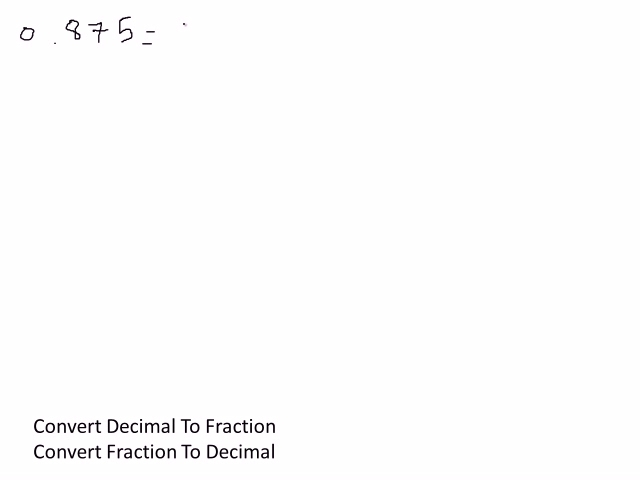 0.875=
Convert Decimal To Fraction
Convert Fraction To Decimal